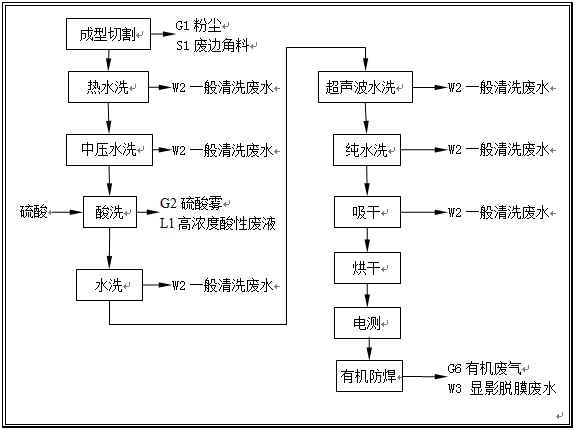 成型切割
G1 粉尘
S1 废边角料
热水洗
W2 一般清洗废水
中压水洗
W2 一般清洗废水
硫酸
酸洗
G2 硫酸雾
L1 高浓度酸性废液
水洗
W2 一般清洗废水
超声波水洗
W2 一般清洗废水
纯水洗
W2 一般清洗废水
吸干
W2 一般清洗废水
烘干
电测
有机防焊
G6 有机废气
W3 显影脱膜废水